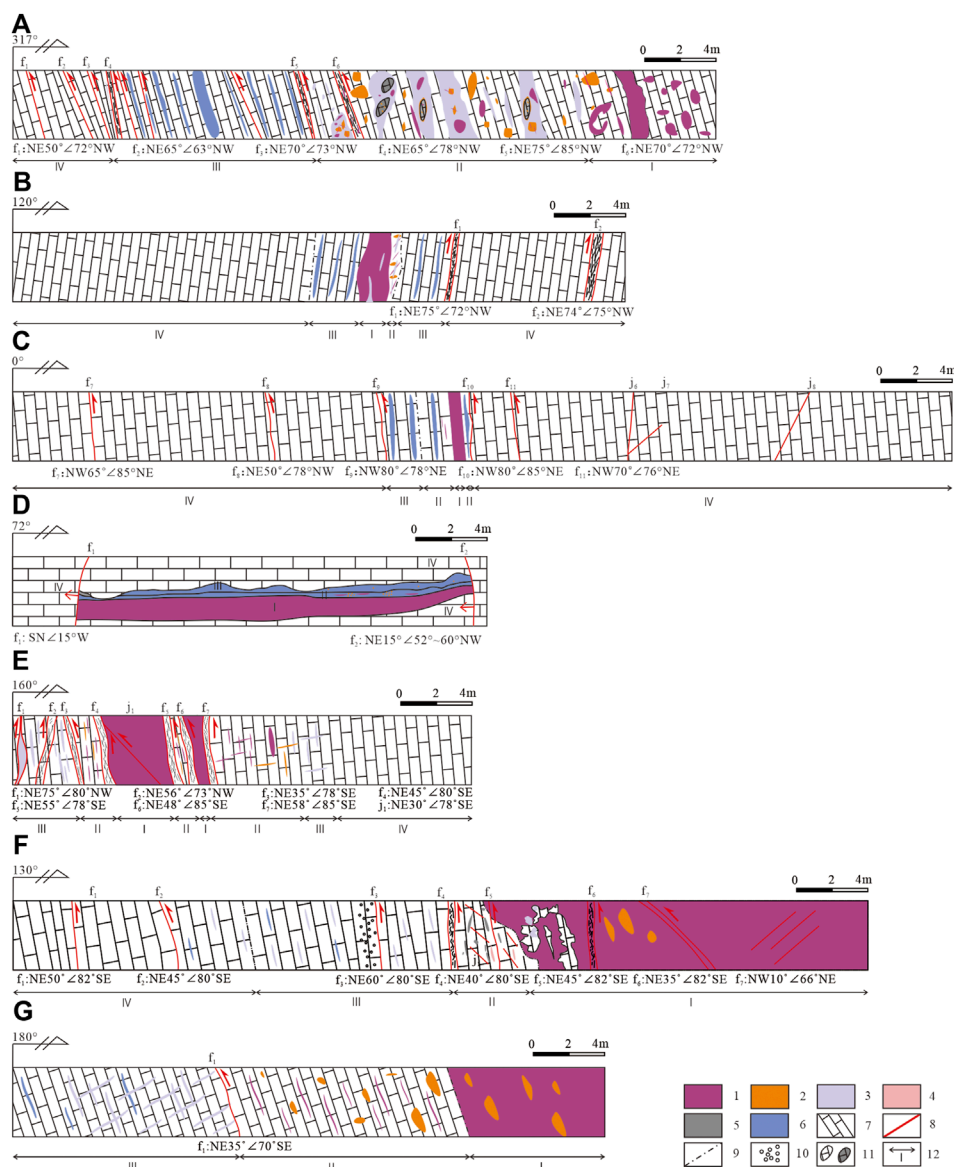 A
317°
0 2 4m
f₁ f₂ f₃ f₄ f₅ f₆
f₁:NE50°∠72°NW f₂:NE65°∠63°NW f₃:NE70°∠73°NW f₄:NE65°∠78°NW f₅:NE75°∠85°NW f₆:NE70°∠72°NW
IV III II I
B
120°
0 2 4m
f₁ f₂
f₁:NE75°∠72°NW f₂:NE74°∠75°NW
IV III I II III IV
C
0°
0 2 4m
f₇ f₈ f₉ f₁₀ f₁₁ j₆ j₇ j₈
f₇:NW65°∠85°NE f₈:NE50°∠78°NW f₉:NW80°∠78°NE f₁₀:NW80°∠85°NE f₁₁:NW70°∠76°NE
IV III II I II IV
D
72°
0 2 4m
f₁ f₂
IV
IV III II
I IV
f₁: SN∠15°W f₂: NE15°∠52°~60°NW
E
160°
0 2 4m
f₁ f₂ f₃ f₄ j₁ f₅ f₆ f₇
f₁:NE75°∠80°NW f₂:NE56°∠73°NW f₃:NE35°∠78°SE f₄:NE45°∠80°SE
f₅:NE55°∠78°SE f₆:NE48°∠85°SE f₇:NE58°∠85°SE j₁:NE30°∠78°SE
III II I II I II III IV
F
130°
0 2 4m
f₁ f₂ f₃ f₄ f₅ f₆ f₇
f₁:NE50°∠82°SE f₂:NE45°∠80°SE f₃:NE60°∠80°SE f₄:NE40°∠80°SE f₅:NE45°∠82°SE f₆:NE35°∠82°SE f₇:NW10°∠66°NE
IV III II I
G
180°
0 2 4m
f₁
f₁:NE35°∠70°SE
III II I
1 2 3 4
5 6 7 8
9 10 11 I 12